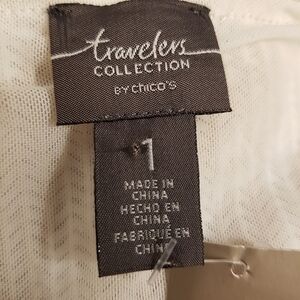 travelers
COLLECTION
BY chico's
1
MADE IN
CHINA
HECHO EN
CHINA
FABRIQUÉ EN
CHINE